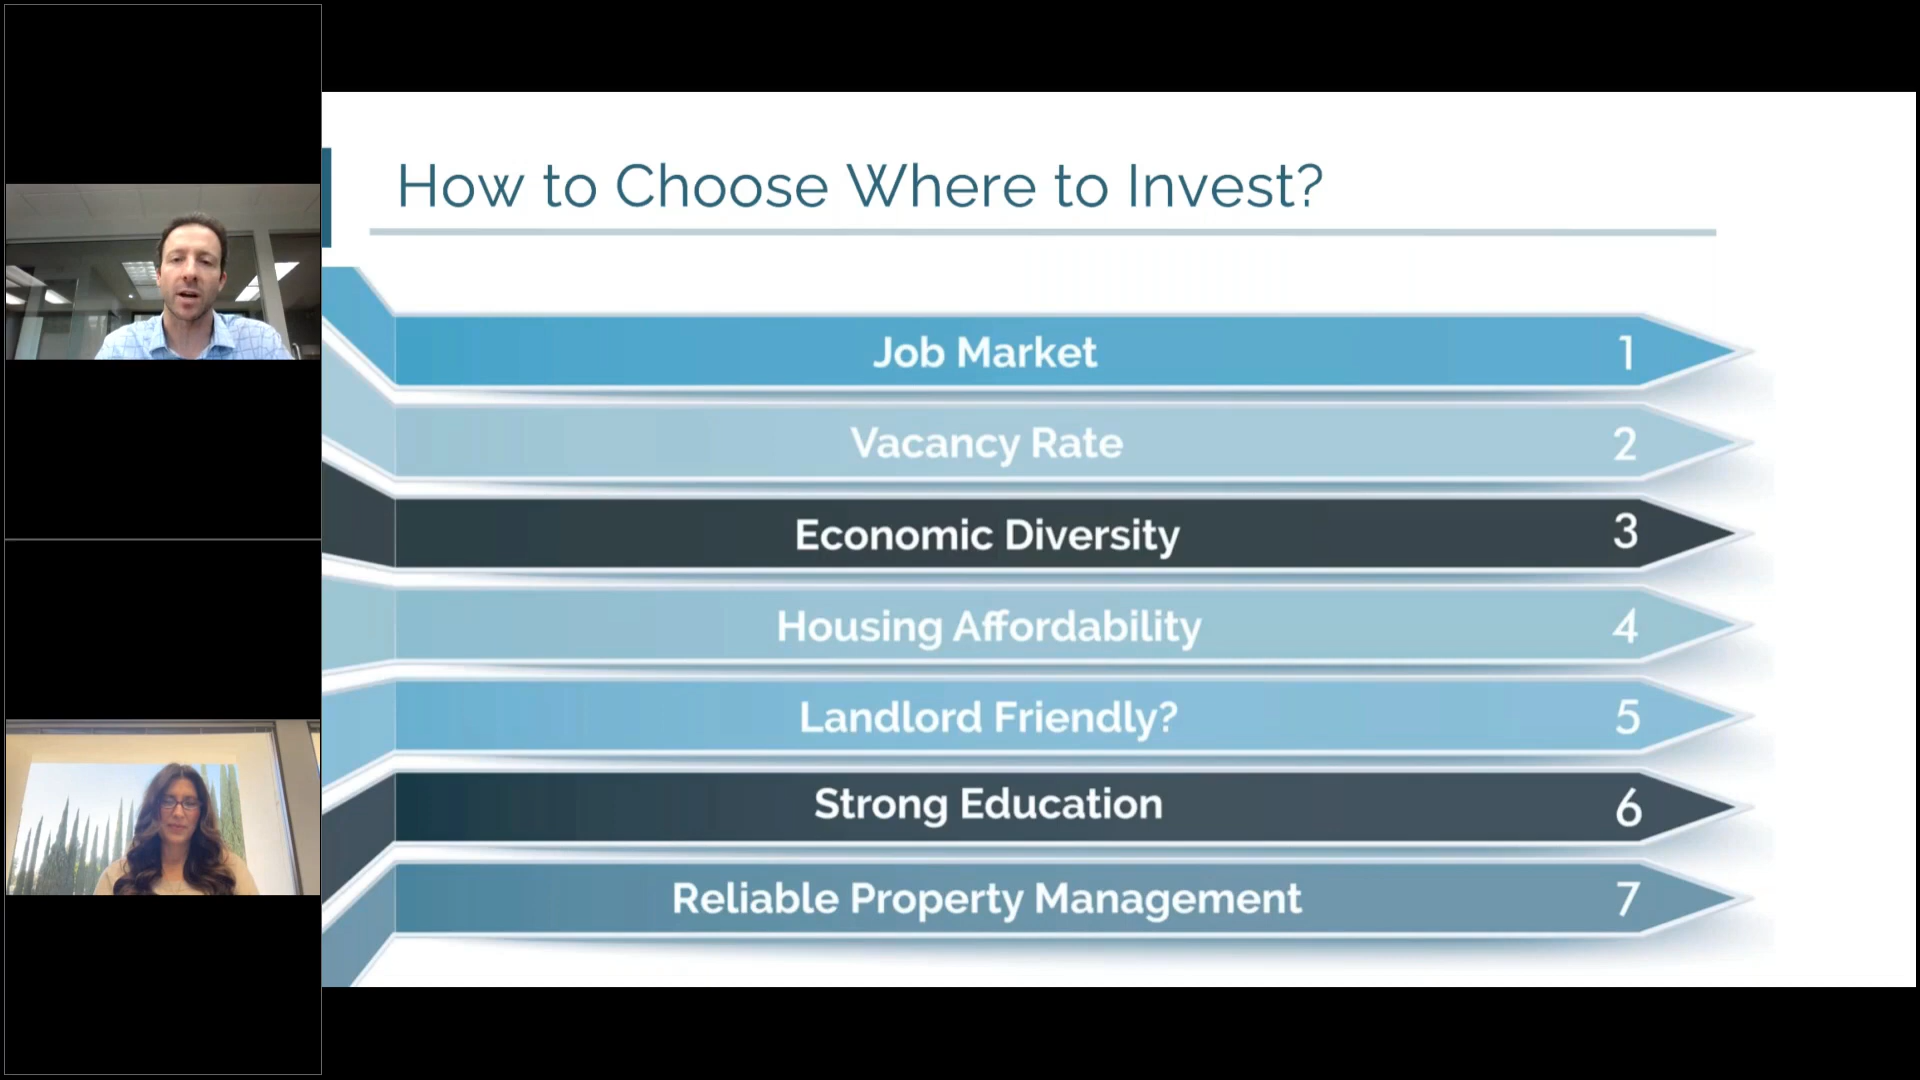 How to Choose Where to Invest?
Job Market 1
Vacancy Rate 2
Economic Diversity 3
Housing Affordability 4
Landlord Friendly? 5
Strong Education 6
Reliable Property Management 7